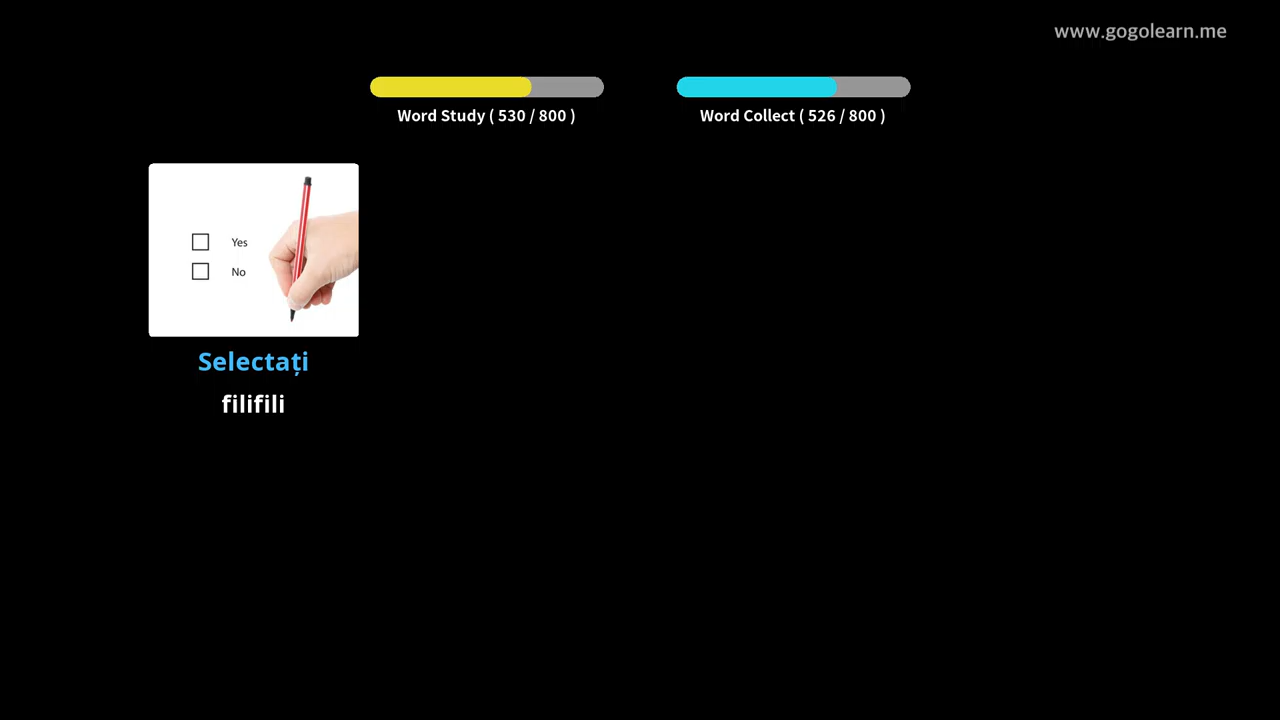 www.gogolearn.me
Word Study ( 530 / 800 )
Word Collect ( 526 / 800 )
Yes
No
Selectați
filifili